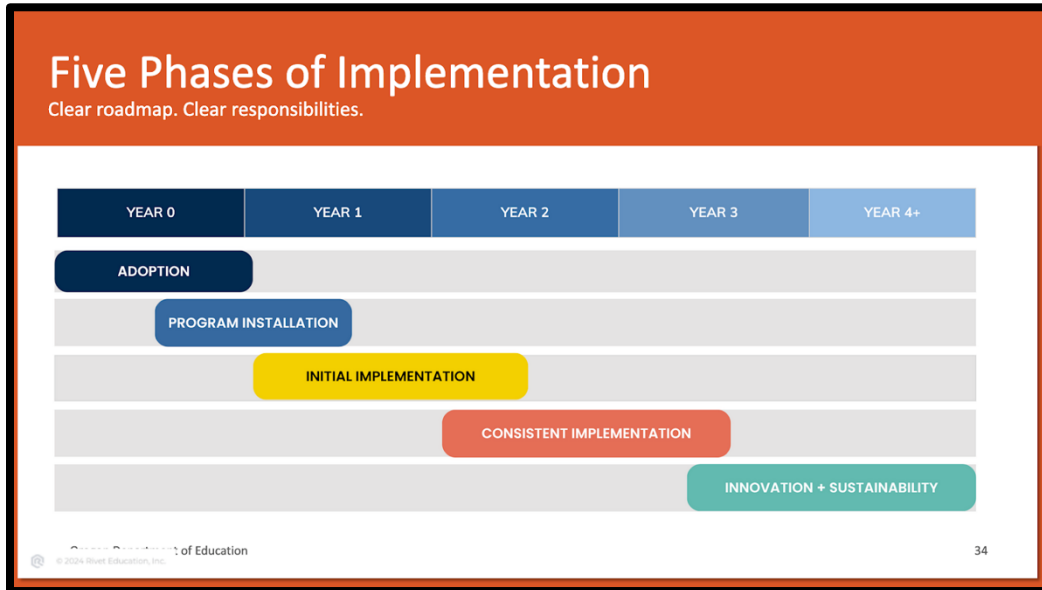 Five Phases of Implementation
Clear roadmap. Clear responsibilities.
YEAR 0 YEAR 1 YEAR 2 YEAR 3 YEAR 4+
ADOPTION
PROGRAM INSTALLATION
INITIAL IMPLEMENTATION
CONSISTENT IMPLEMENTATION
INNOVATION + SUSTAINABILITY
of Education 34
© 2024 Rivet Education, Inc.